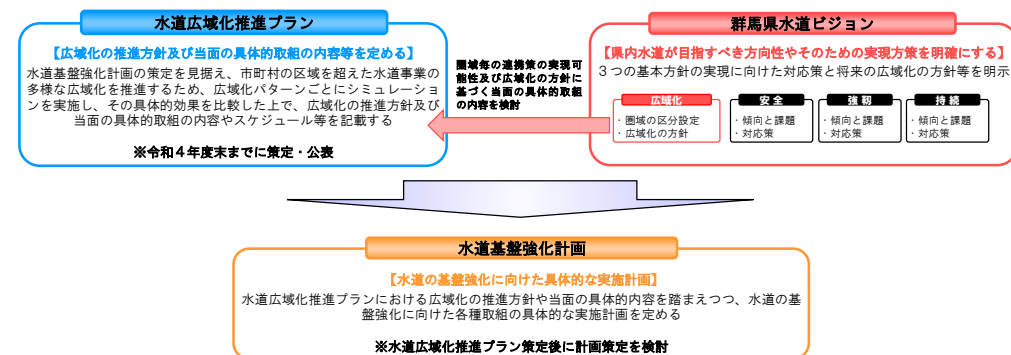 水道広域化推進プラン
【広域化の推進方針及び当面の具体的取組の内容等を定める】
水道基盤強化計画の策定を見据え、市町村の区域を超えた水道事業の
多様な広域化を推進するため、広域化パターンごとにシミュレーション
を実施し、その具体的効果を比較した上で、広域化の推進方針及び
当面の具体的取組の内容やスケジュール等を記載する
※令和４年度末までに策定・公表
圏域毎の連携策の実現可
能性及び広域化の方針に
基づく当面の具体的取組
の内容を検討
群馬県水道ビジョン
【県内水道が目指すべき方向性やそのための実現方策を明確にする】
３つの基本方針の実現に向けた対応策と将来の広域化の方針等を明示
広域化
・圏域の区分設定
・広域化の方針
安全
・傾向と課題
・対応策
強靭
・傾向と課題
・対応策
持続
・傾向と課題
・対応策
水道基盤強化計画
【水道の基盤強化に向けた具体的な実施計画】
水道広域化推進プランにおける広域化の推進方針や当面の具体的内容を踏まえつつ、水道の基
盤強化に向けた各種取組の具体的な実施計画を定める
※水道広域化推進プラン策定後に計画策定を検討